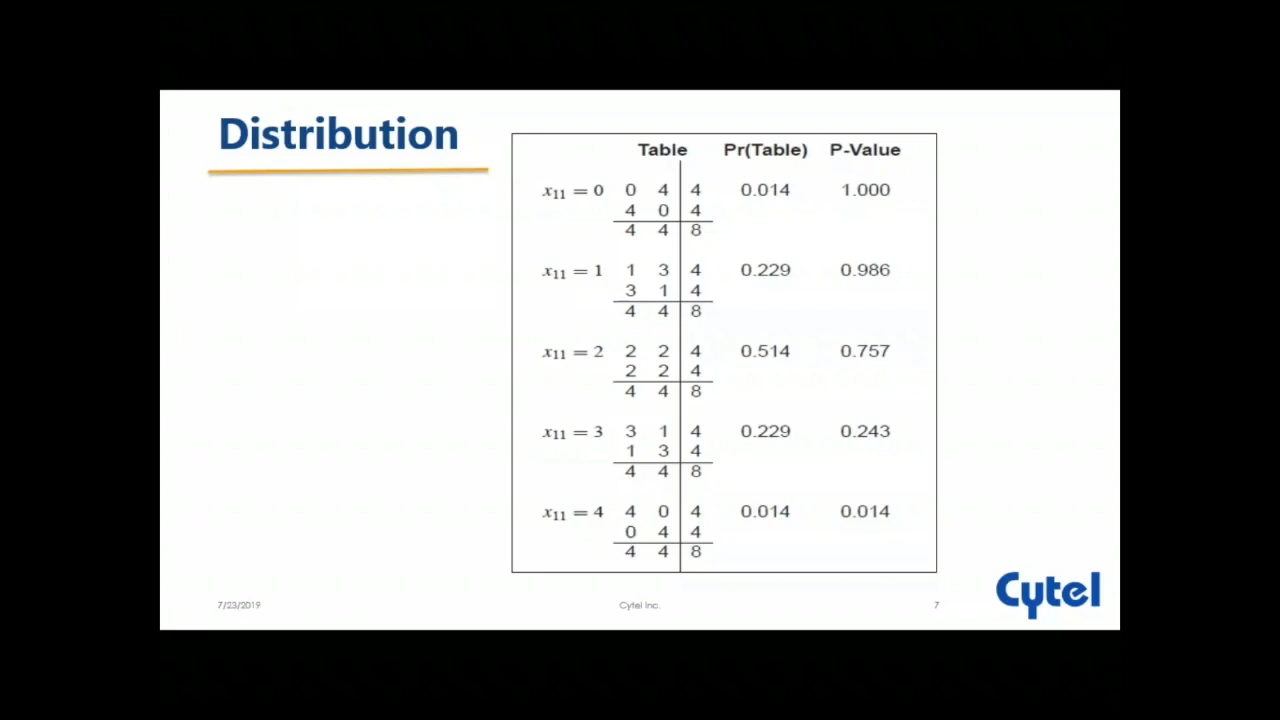 Distribution
Table Pr(Table) P-Value
x₁₁ = 0 0 4 4 0.014 1.000
4 0 4
4 4 8
x₁₁ = 1 1 3 4 0.229 0.986
3 1 4
4 4 8
x₁₁ = 2 2 2 4 0.514 0.757
2 2 4
4 4 8
x₁₁ = 3 3 1 4 0.229 0.243
1 3 4
4 4 8
x₁₁ = 4 4 0 4 0.014 0.014
0 4 4
4 4 8
7/23/2019 Cytel Inc. 7
Cytel